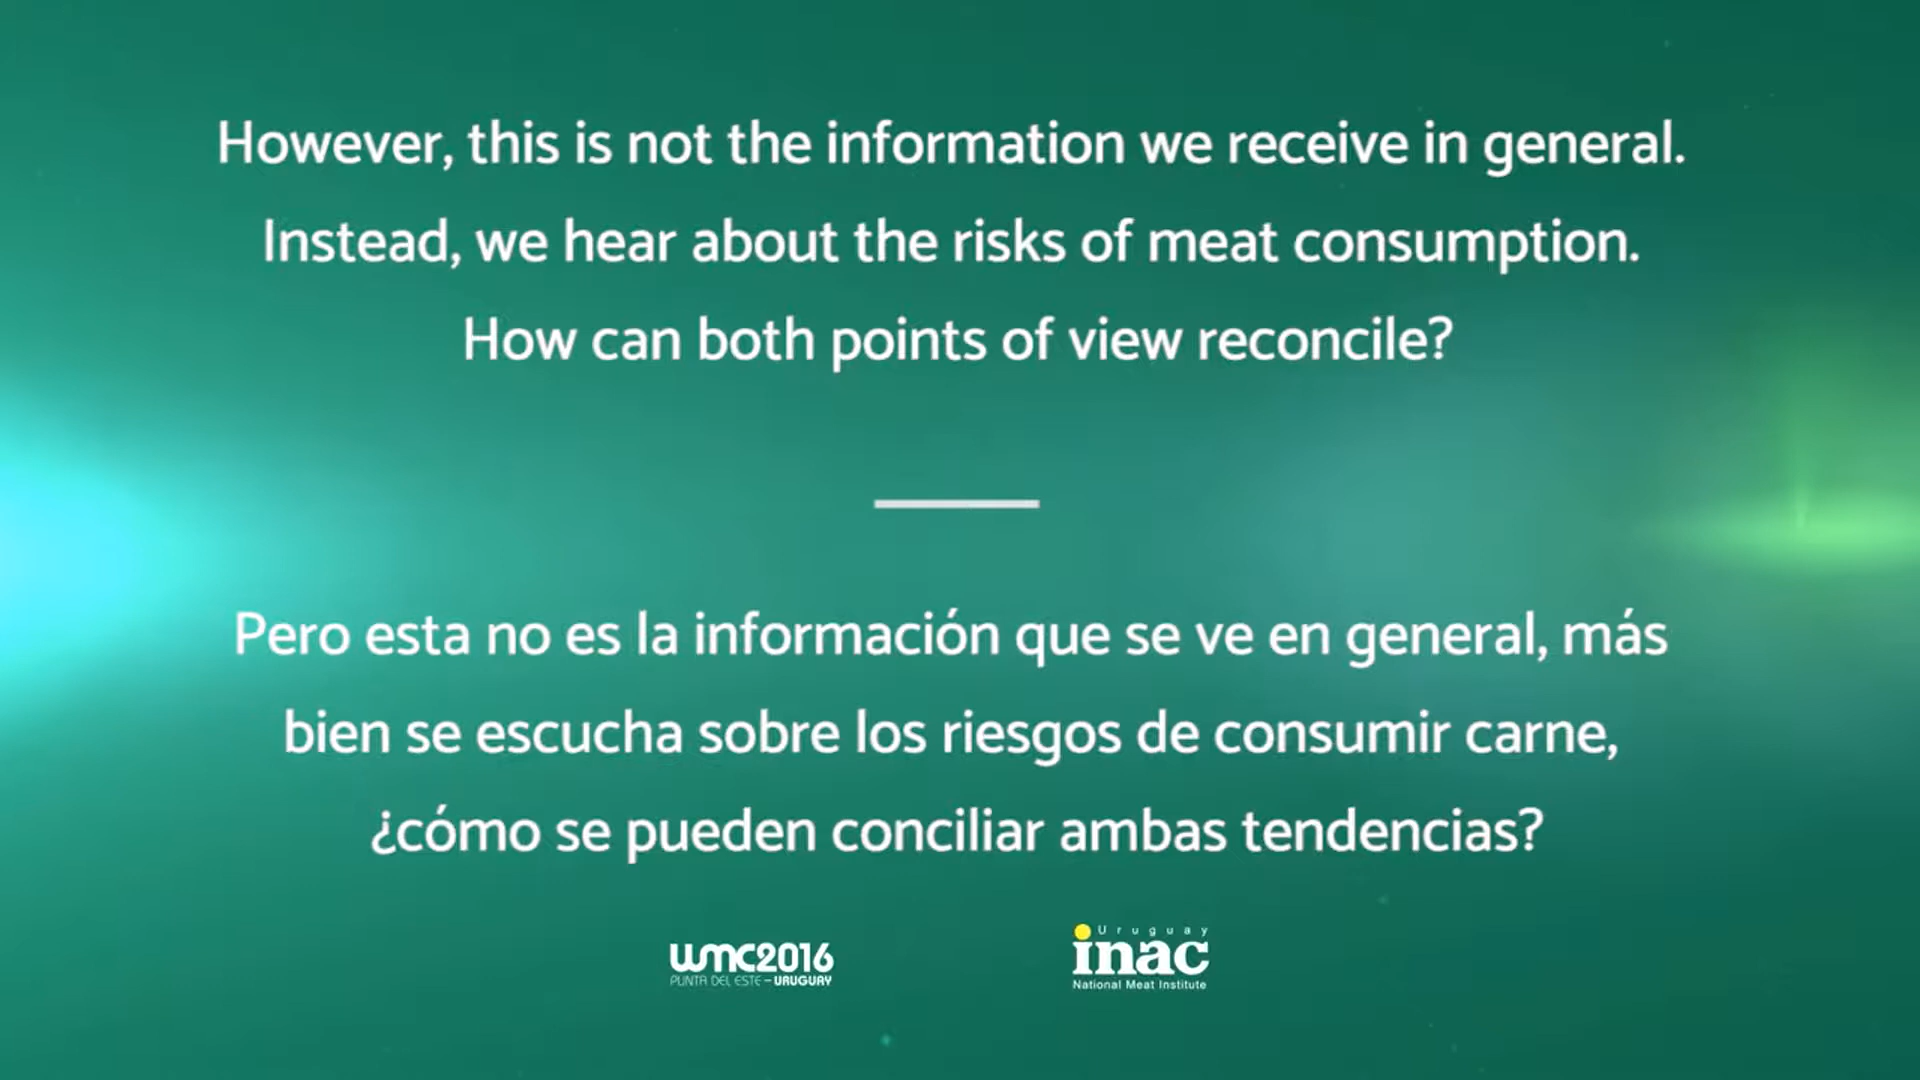 However, this is not the information we receive in general.
Instead, we hear about the risks of meat consumption.
How can both points of view reconcile?
Pero esta no es la información que se ve en general, más
bien se escucha sobre los riesgos de consumir carne,
¿cómo se pueden conciliar ambas tendencias?
wmc2016
PUNTA DEL ESTE – URUGUAY
Uruguay
inac
National Meat Institute